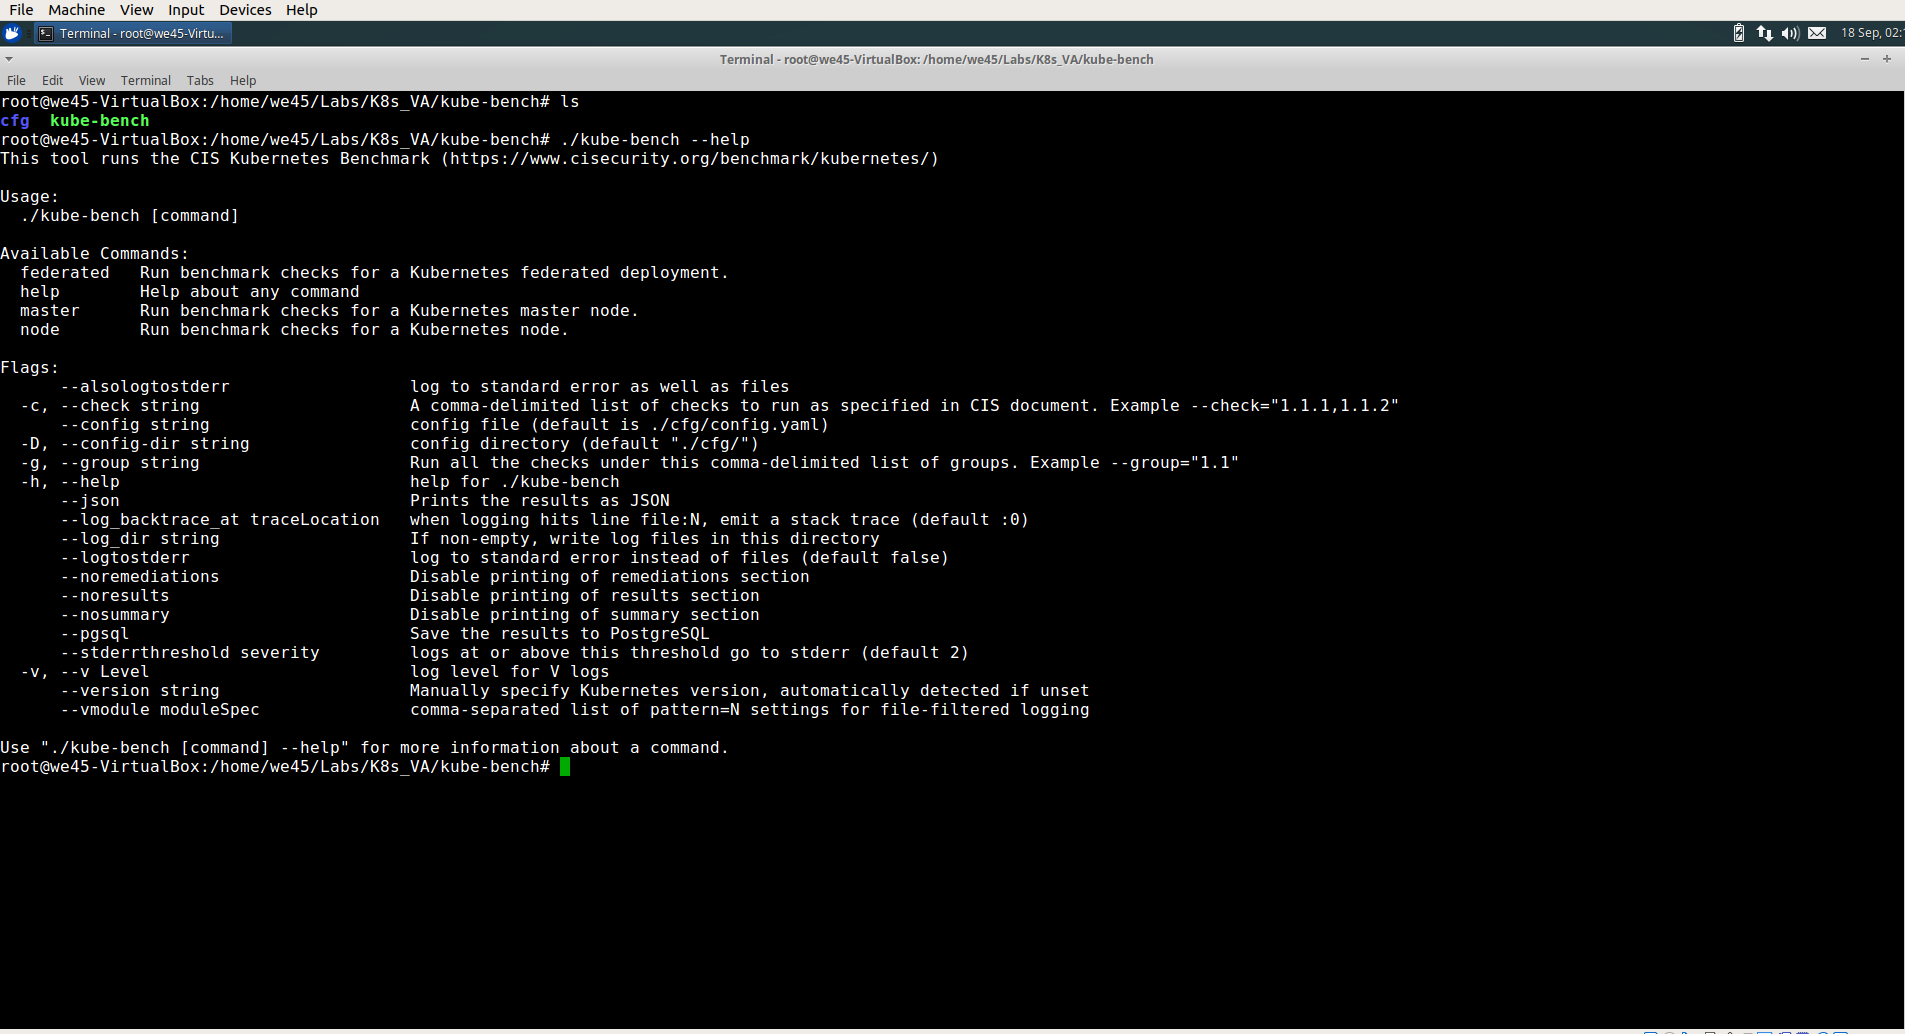 File Machine View Input Devices Help
Terminal - root@we45-Virtu...
18 Sep, 02:
Terminal - root@we45-VirtualBox: /home/we45/Labs/K8s_VA/kube-bench
File Edit View Terminal Tabs Help
root@we45-VirtualBox:/home/we45/Labs/K8s_VA/kube-bench# ls
cfg  kube-bench
root@we45-VirtualBox:/home/we45/Labs/K8s_VA/kube-bench# ./kube-bench --help
This tool runs the CIS Kubernetes Benchmark (https://www.cisecurity.org/benchmark/kubernetes/)
Usage:
  ./kube-bench [command]
Available Commands:
  federated   Run benchmark checks for a Kubernetes federated deployment.
  help        Help about any command
  master      Run benchmark checks for a Kubernetes master node.
  node        Run benchmark checks for a Kubernetes node.
Flags:
      --alsologtostderr                  log to standard error as well as files
  -c, --check string                     A comma-delimited list of checks to run as specified in CIS document. Example --check="1.1.1,1.1.2"
      --config string                    config file (default is ./cfg/config.yaml)
  -D, --config-dir string                config directory (default "./cfg/")
  -g, --group string                     Run all the checks under this comma-delimited list of groups. Example --group="1.1"
  -h, --help                             help for ./kube-bench
      --json                             Prints the results as JSON
      --log_backtrace_at traceLocation   when logging hits line file:N, emit a stack trace (default :0)
      --log_dir string                   If non-empty, write log files in this directory
      --logtostderr                      log to standard error instead of files (default false)
      --noremediations                   Disable printing of remediations section
      --noresults                        Disable printing of results section
      --nosummary                        Disable printing of summary section
      --pgsql                            Save the results to PostgreSQL
      --stderrthreshold severity         logs at or above this threshold go to stderr (default 2)
  -v, --v Level                          log level for V logs
      --version string                   Manually specify Kubernetes version, automatically detected if unset
      --vmodule moduleSpec               comma-separated list of pattern=N settings for file-filtered logging
Use "./kube-bench [command] --help" for more information about a command.
root@we45-VirtualBox:/home/we45/Labs/K8s_VA/kube-bench#